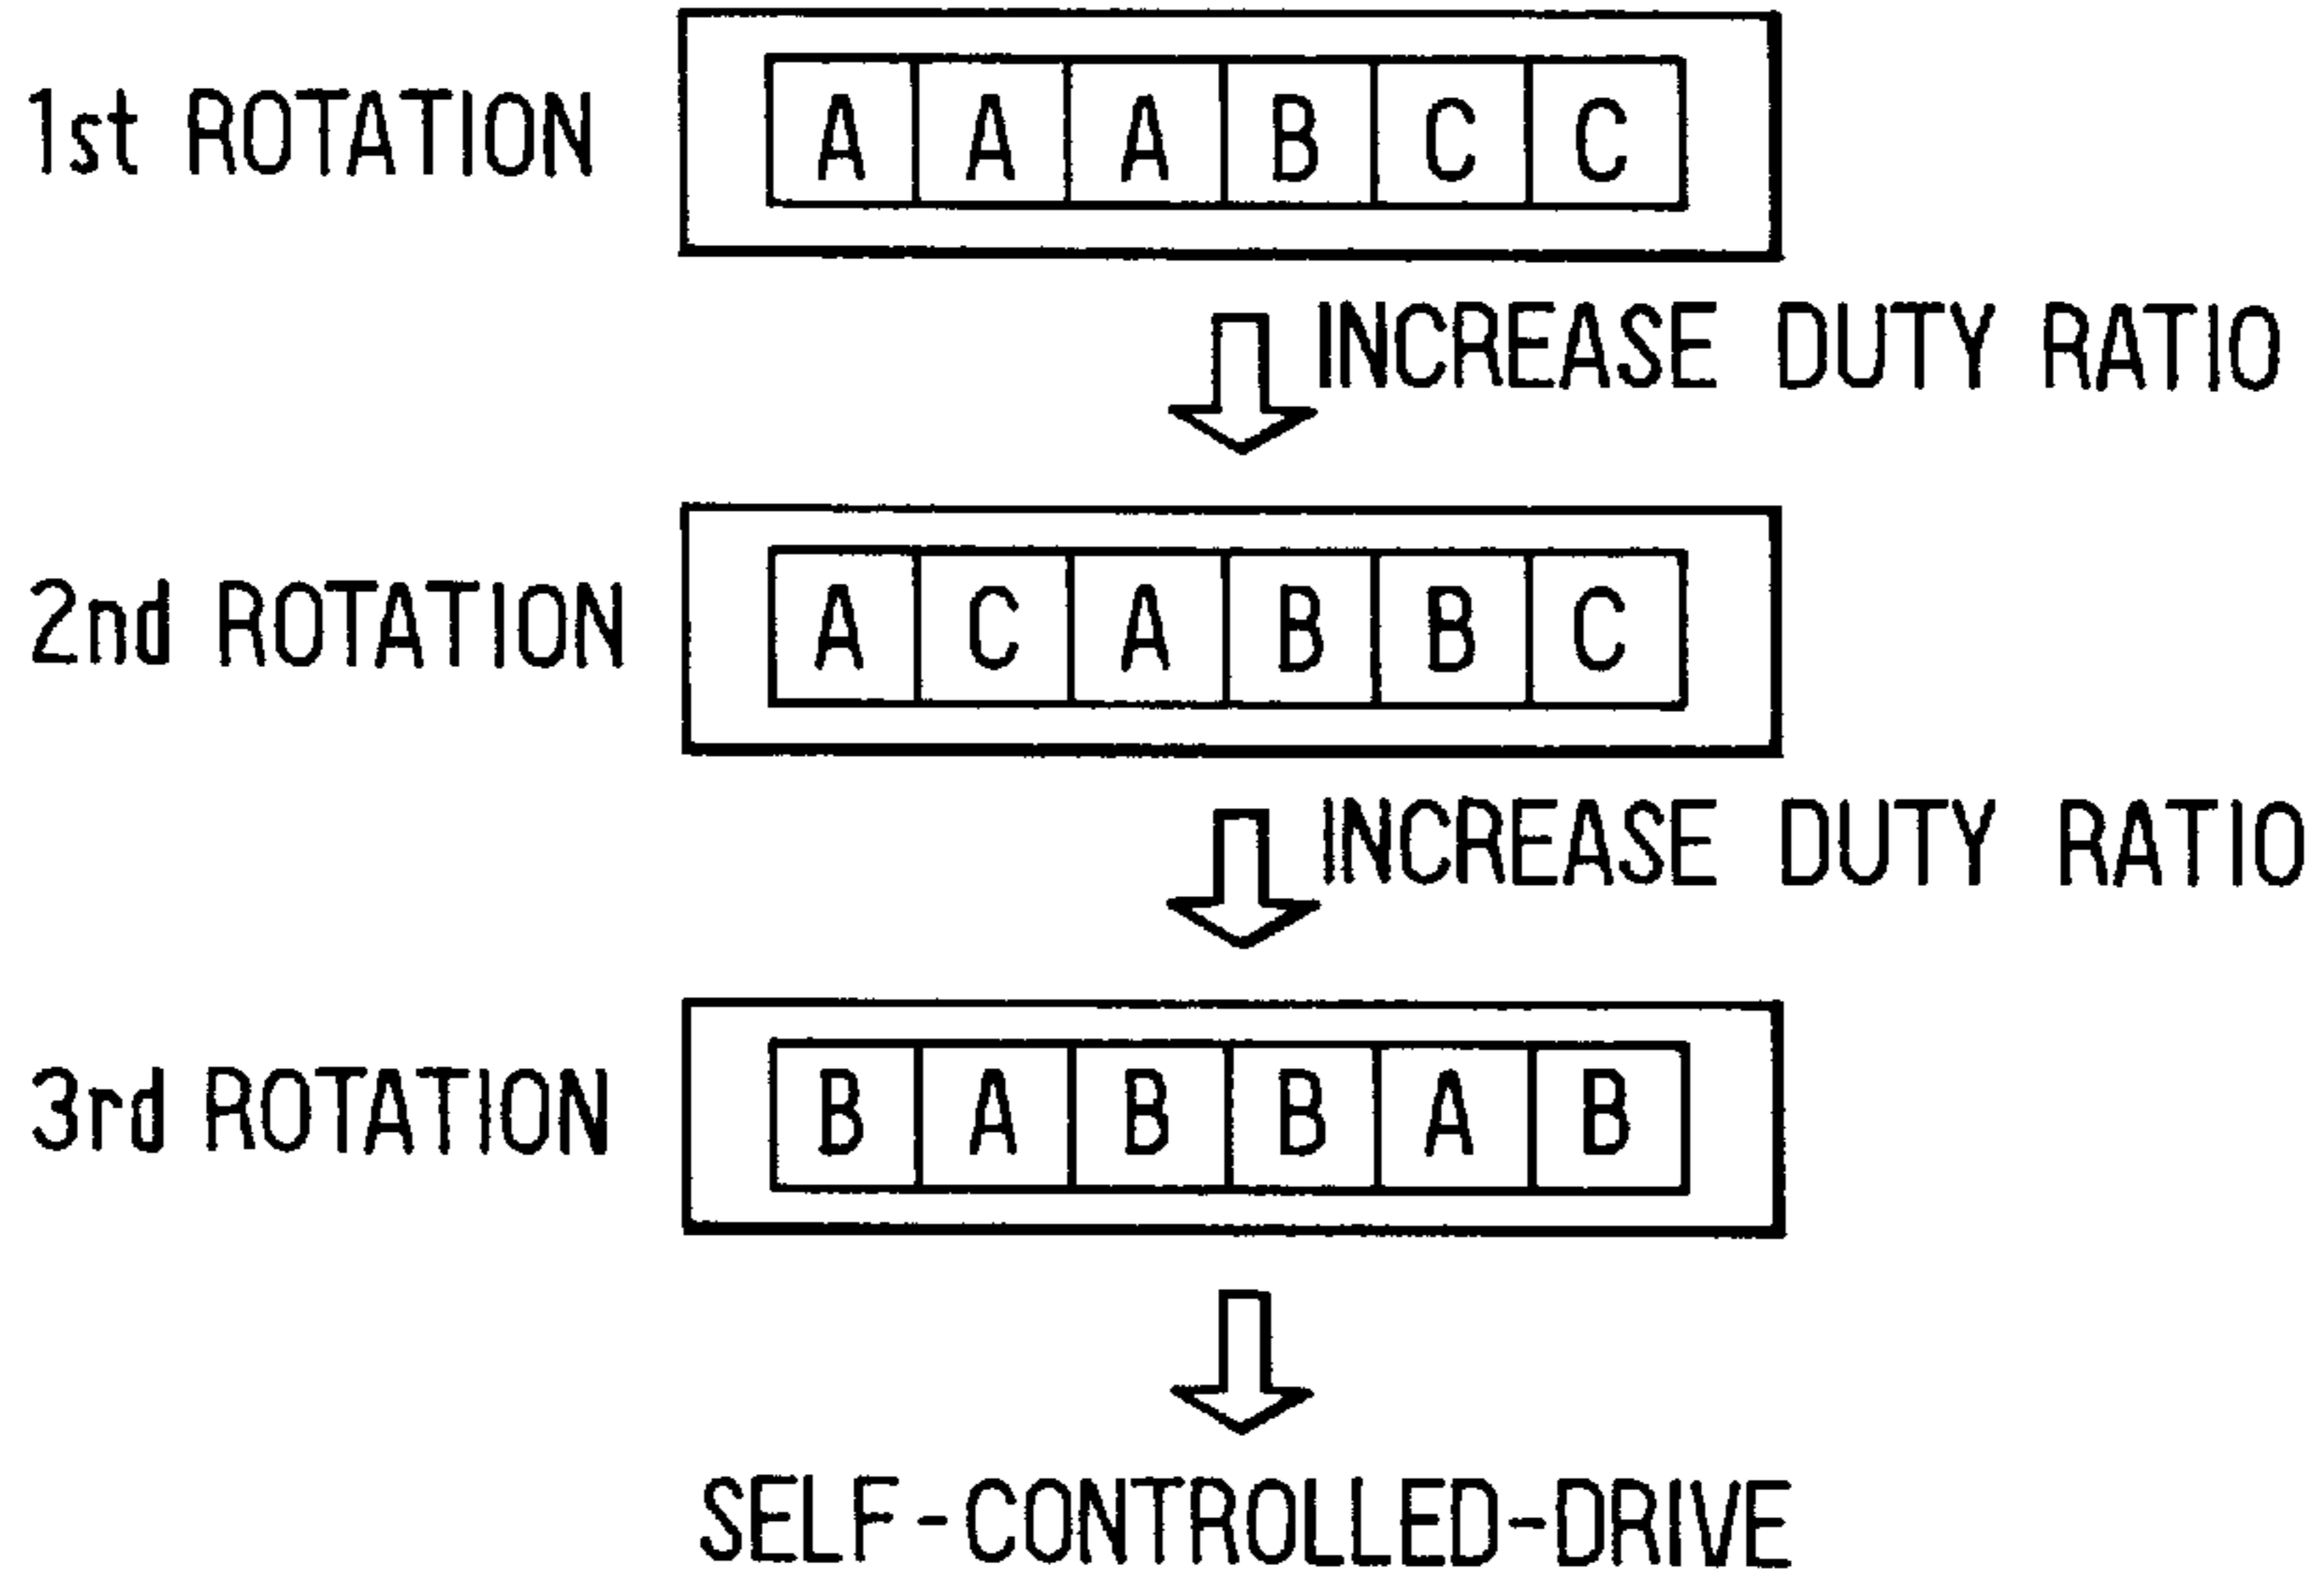 1st ROTATION A A A B C C
INCREASE DUTY RATIO
2nd ROTATION A C A B B C
INCREASE DUTY RATIO
3rd ROTATION B A B B A B
SELF-CONTROLLED-DRIVE